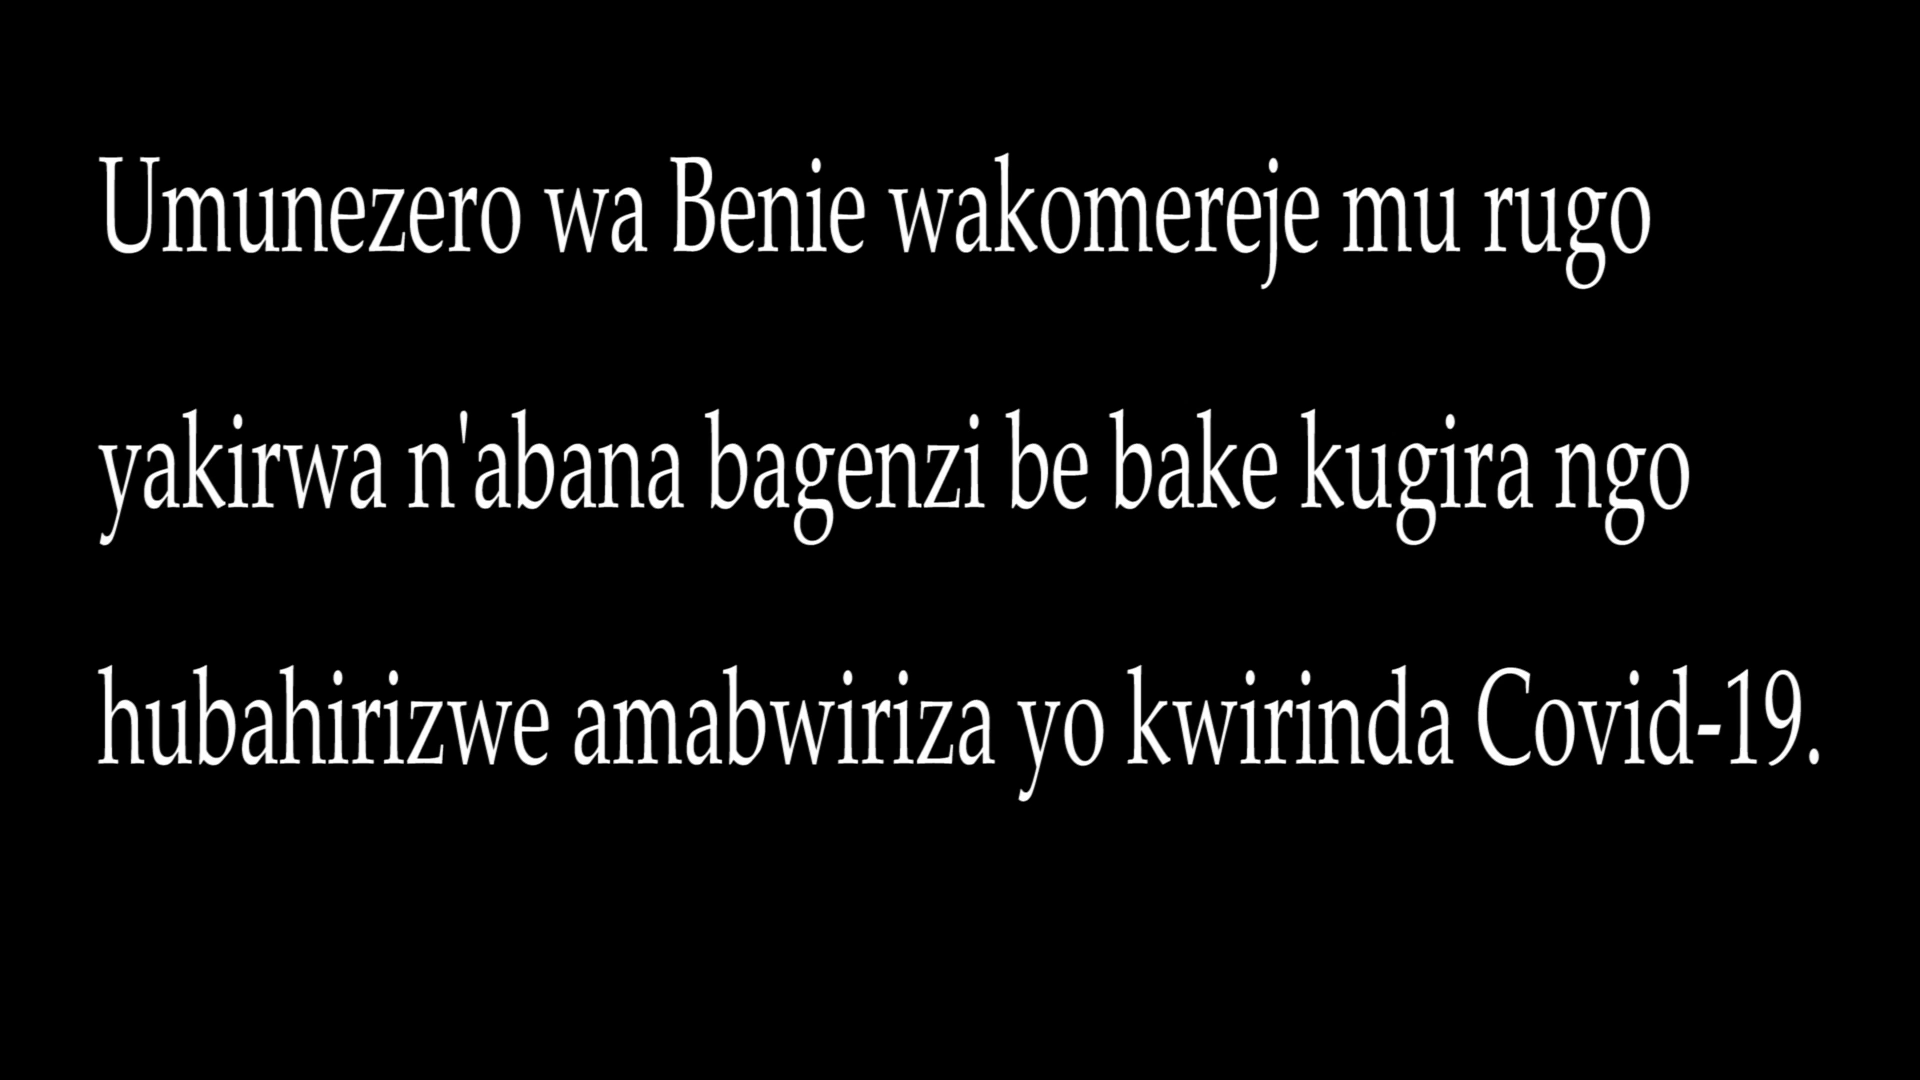 Umunezero wa Benie wakomereje mu rugo
yakirwa n'abana bagenzi be bake kugira ngo
hubahirizwe amabwiriza yo kwirinda Covid-19.